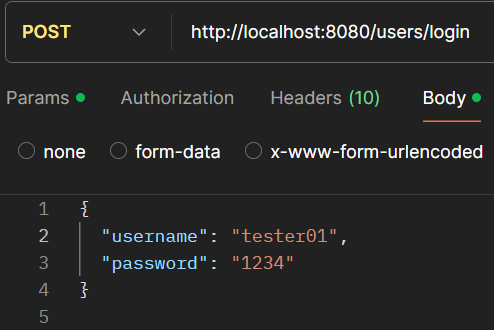 POST http://localhost:8080/users/login
Params Authorization Headers (10) Body
none form-data x-www-form-urlencoded
1 {
2 "username": "tester01",
3 "password": "1234"
4 }
5